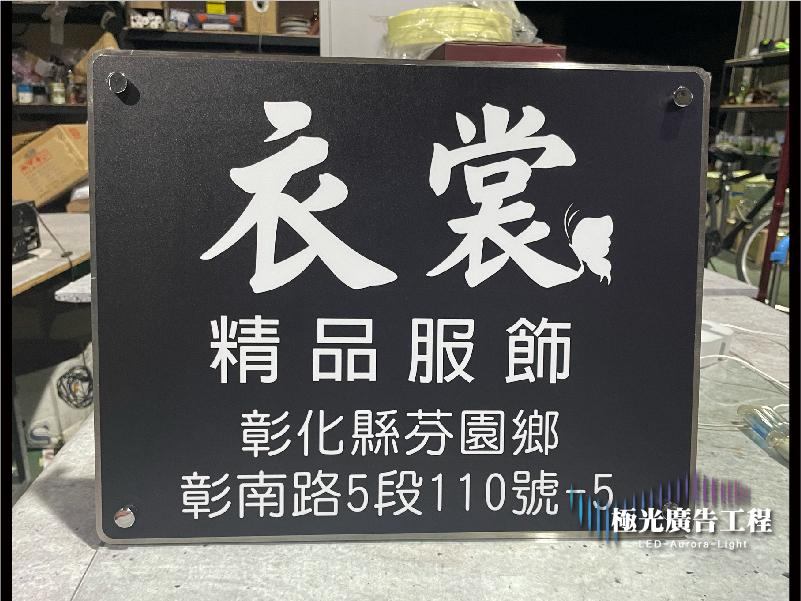 衣裳
精品服飾
彰化縣芬園鄉
彰南路5段110號-5
極光廣告工程
LED-Aurora-Light